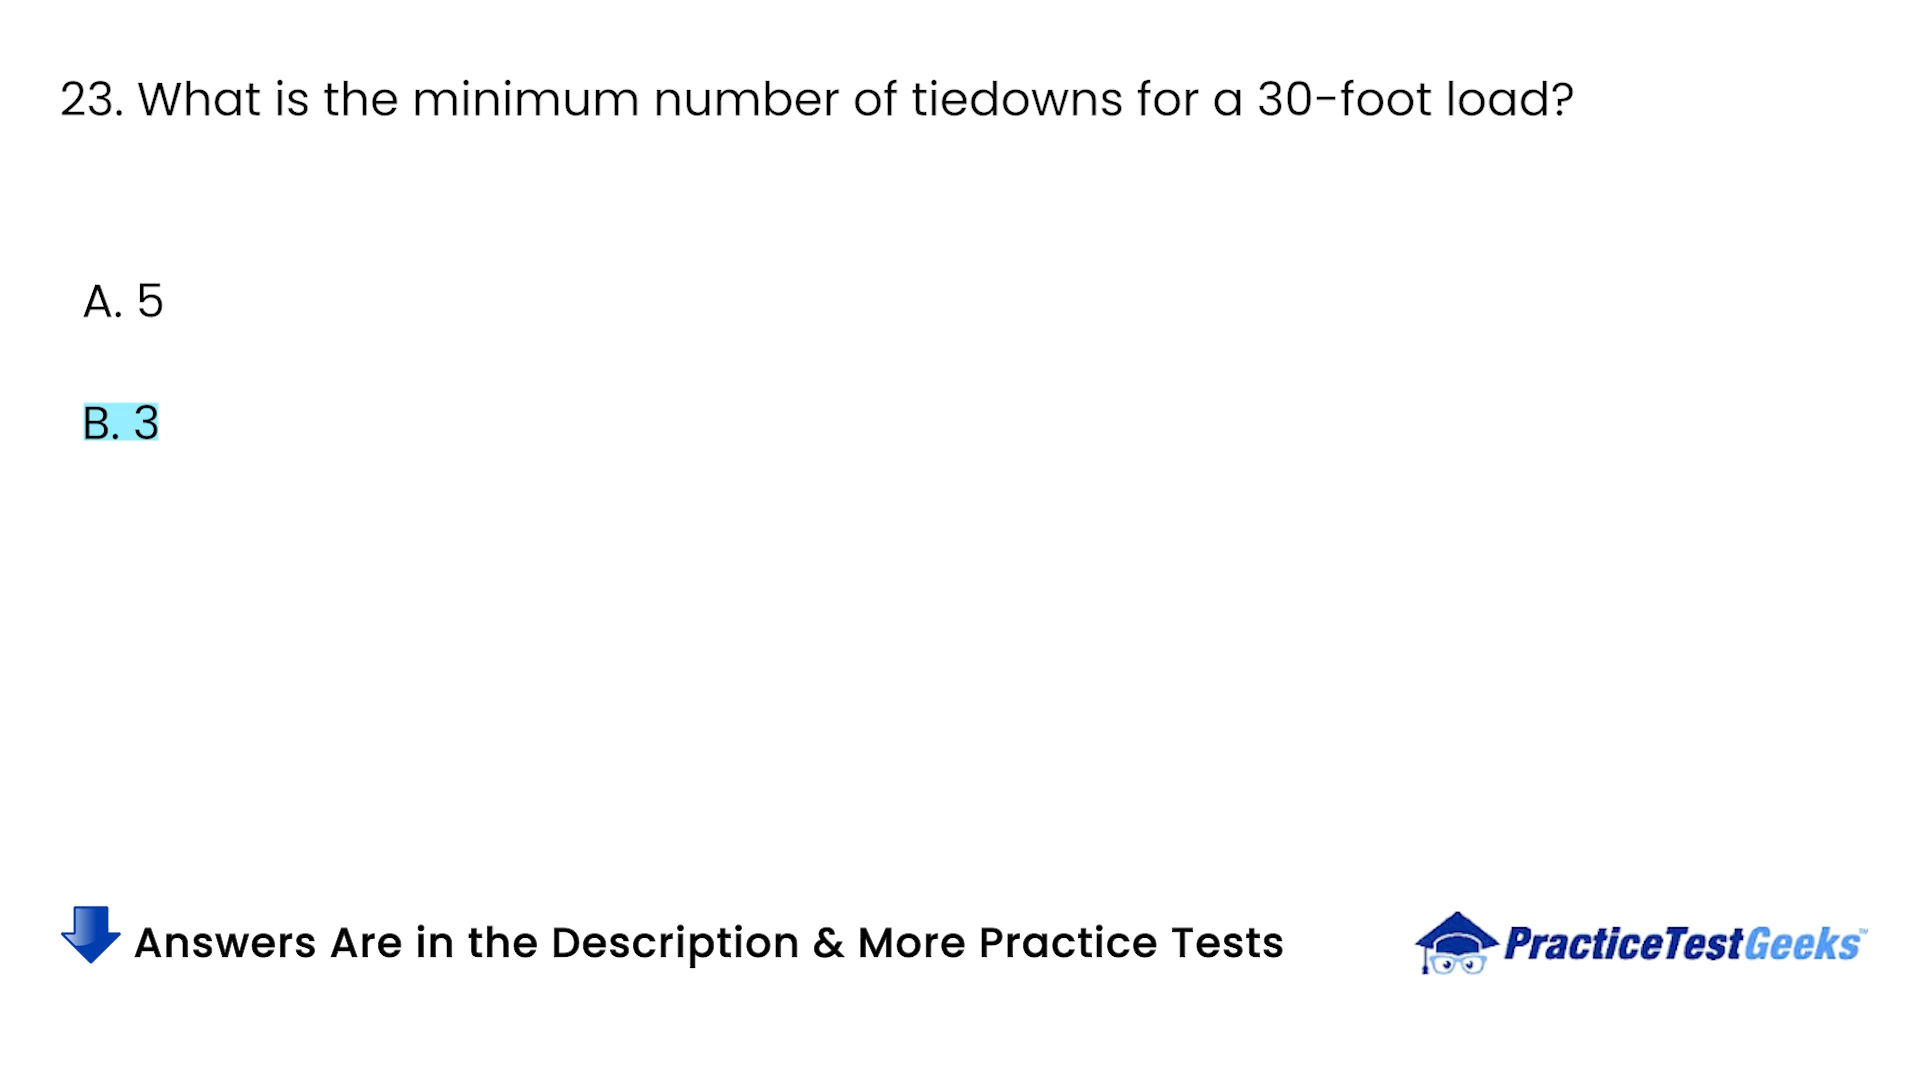 23. What is the minimum number of tiedowns for a 30-foot load?
A. 5
B. 3
Answers Are in the Description & More Practice Tests
PracticeTestGeeks™